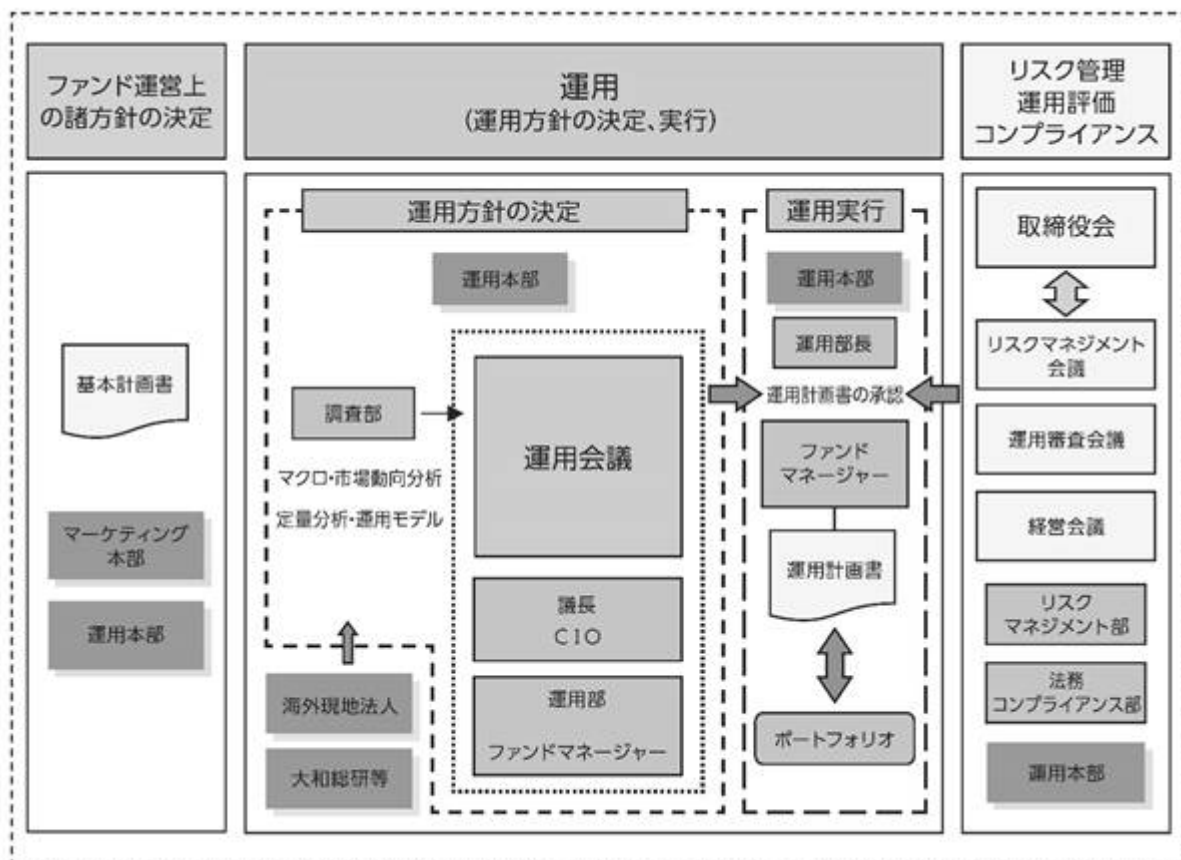 ファンド運営上
の諸方針の決定
運用
(運用方針の決定、実行)
リスク管理
運用評価
コンプライアンス
基本計画書
マーケティング
本部
運用本部
運用方針の決定
運用本部
調査部
マクロ・市場動向分析
定量分析・運用モデル
運用会議
議長
CIO
運用部
ファンドマネージャー
海外現地法人
大和総研等
運用実行
運用本部
運用部長
運用計画書の承認
ファンド
マネージャー
運用計画書
ポートフォリオ
取締役会
リスクマネジメント
会議
運用審査会議
経営会議
リスク
マネジメント部
法務
コンプライアンス部
運用本部